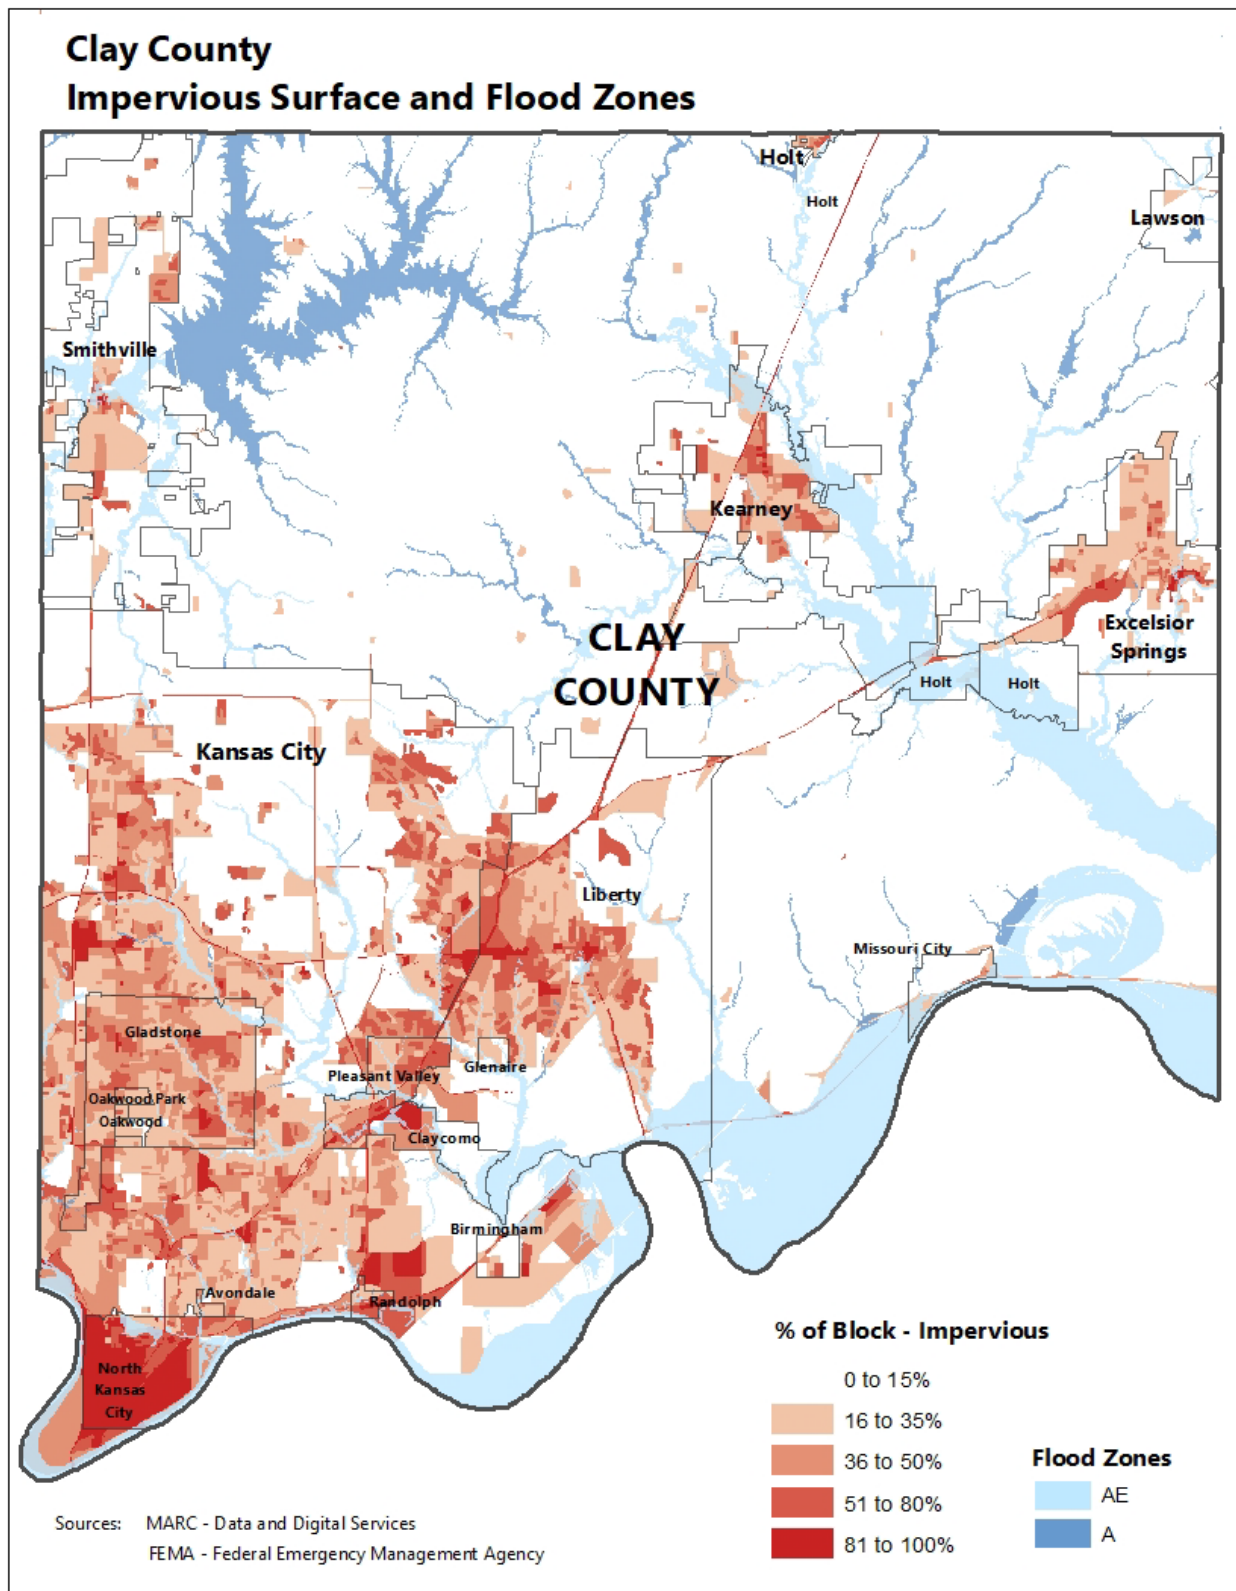 Clay County
Impervious Surface and Flood Zones
Holt
Holt
Lawson
Smithville
Kearney
CLAY
COUNTY
Excelsior
Springs
Holt
Holt
Kansas City
Liberty
Missouri City
Gladstone
Glenaire
Pleasant Valley
Oakwood Park
Oakwood
Claycomo
Birmingham
Avondale
Randolph
North
Kansas
City
% of Block - Impervious
0 to 15%
16 to 35%
36 to 50%
51 to 80%
81 to 100%
Flood Zones
AE
A
Sources: MARC - Data and Digital Services
FEMA - Federal Emergency Management Agency